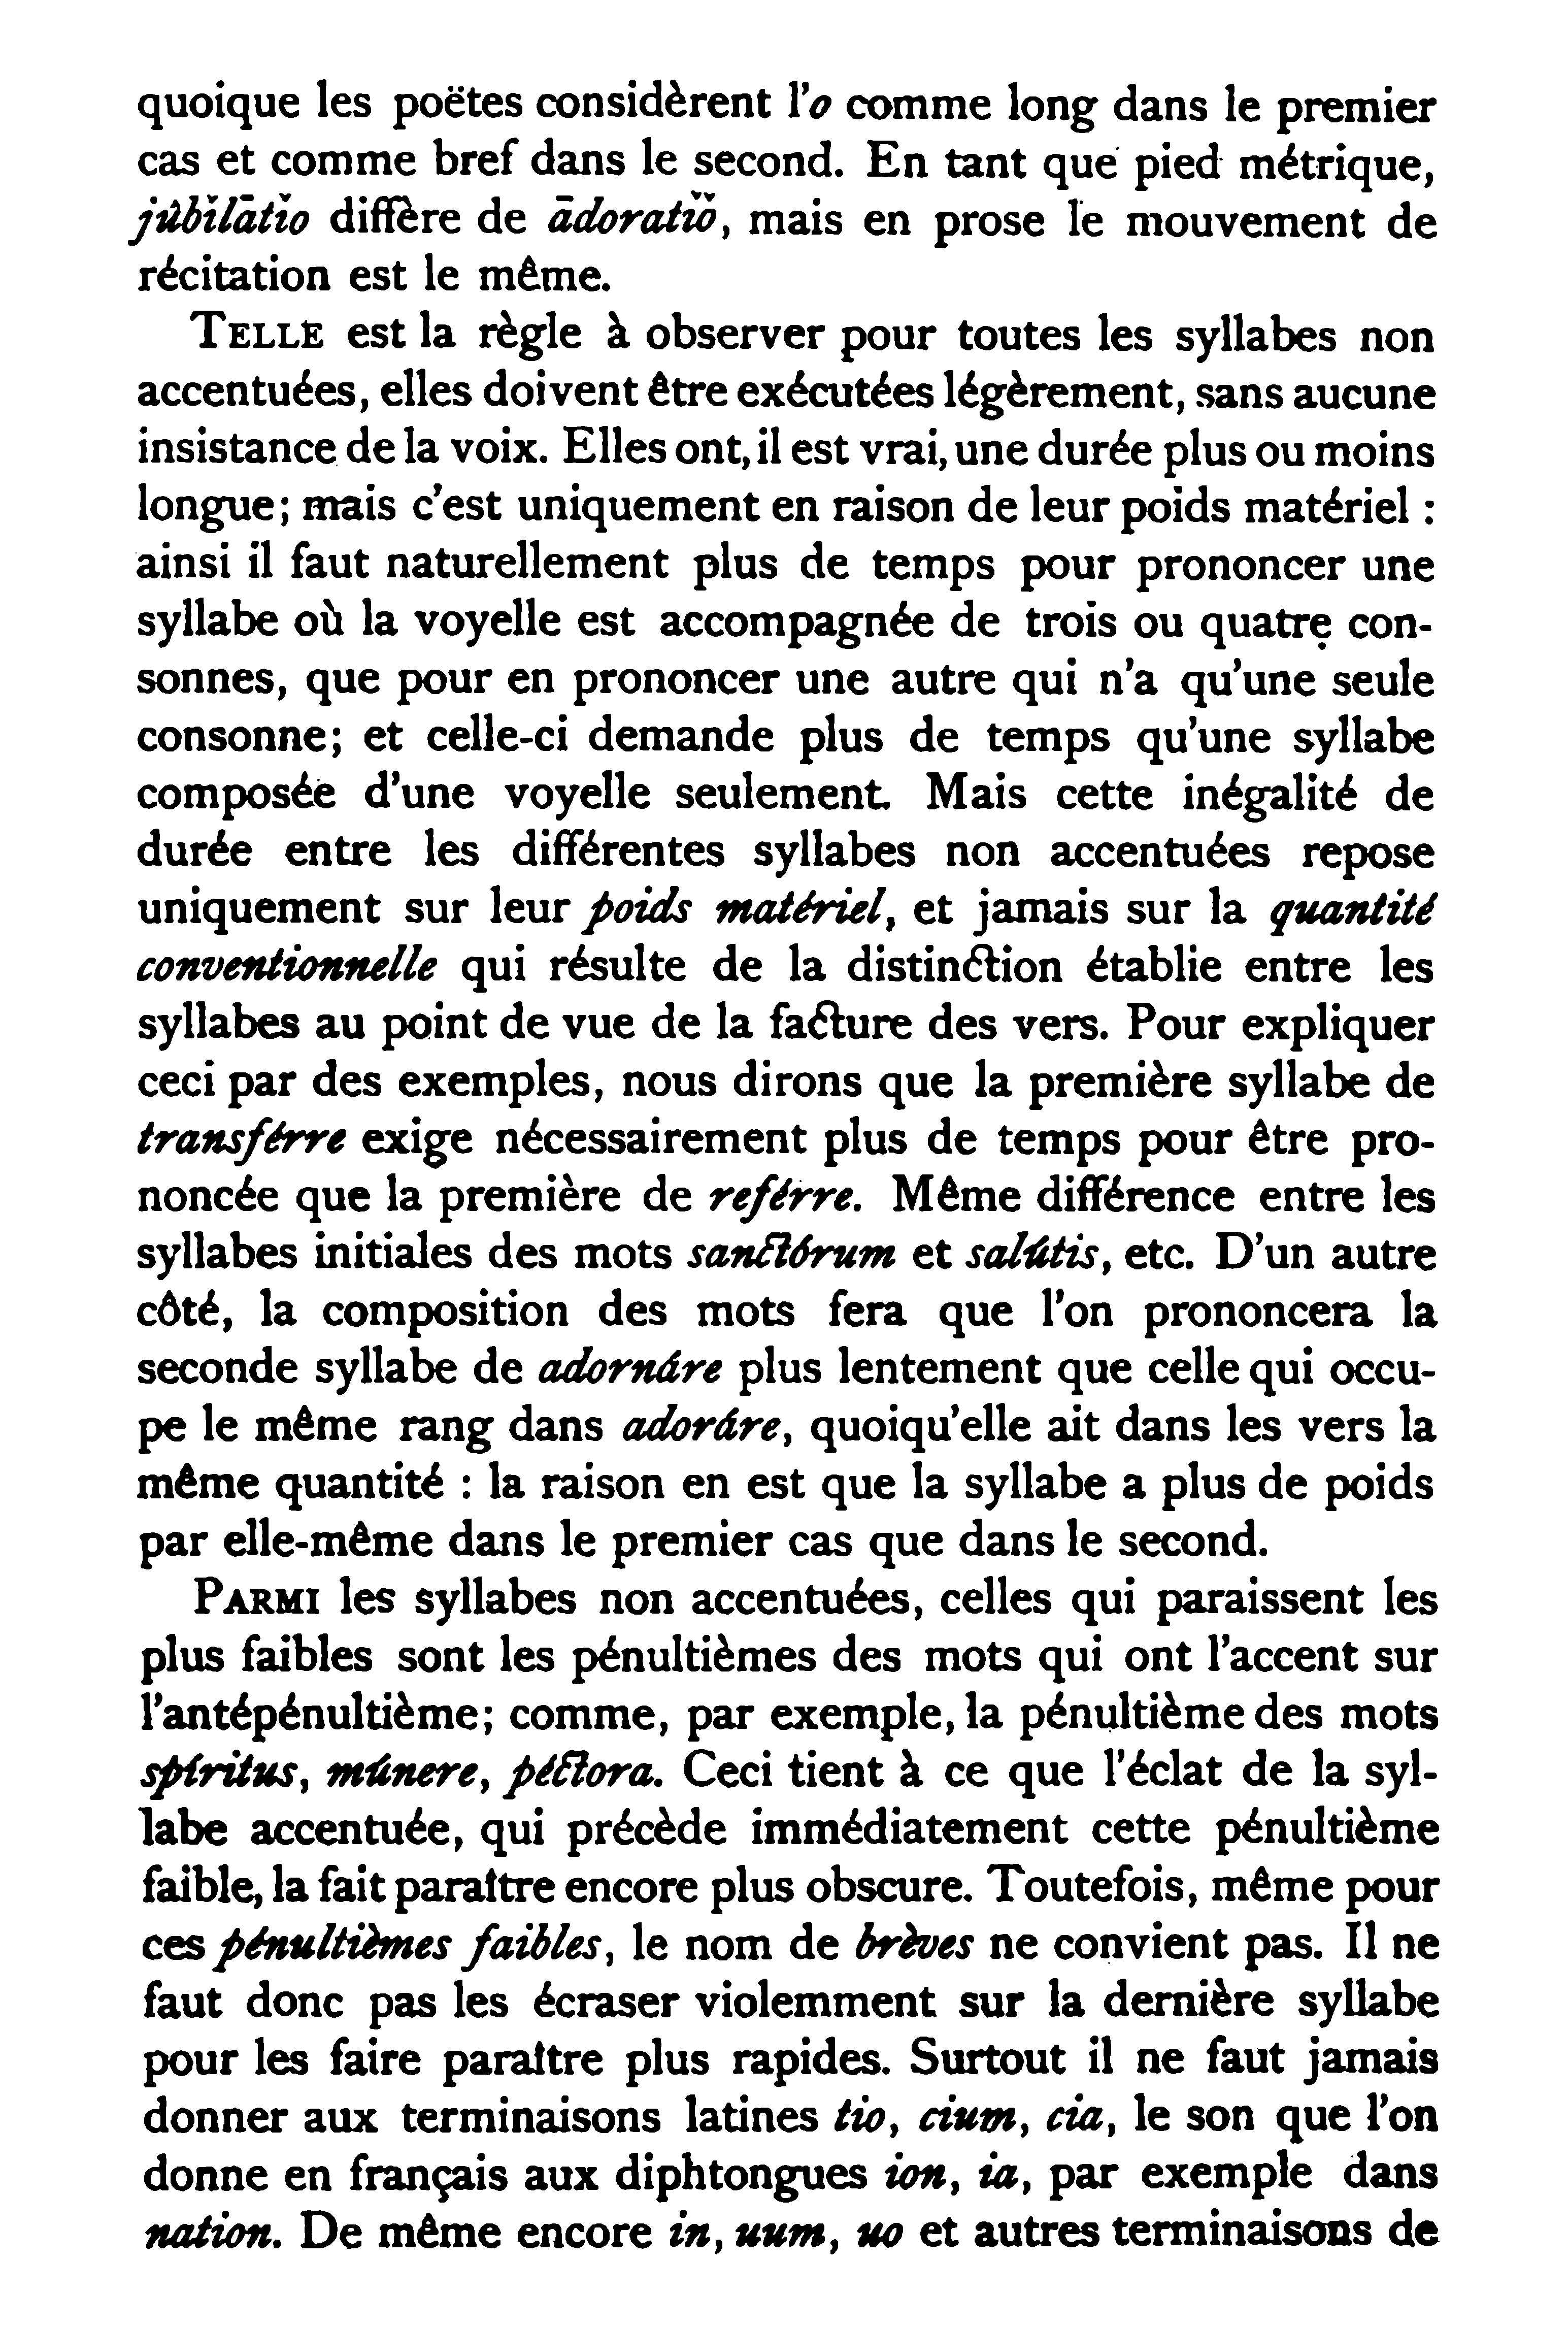 quoique les poëtes considèrent l'o comme long dans le premier
cas et comme bref dans le second. En tant que pied métrique,
jûbĭlātĭo diffère de ādoratĭŏ, mais en prose le mouvement de
récitation est le même.
TELLE est la règle à observer pour toutes les syllabes non
accentuées, elles doivent être exécutées légèrement, sans aucune
insistance de la voix. Elles ont, il est vrai, une durée plus ou moins
longue; mais c'est uniquement en raison de leur poids matériel :
ainsi il faut naturellement plus de temps pour prononcer une
syllabe où la voyelle est accompagnée de trois ou quatre con-
sonnes, que pour en prononcer une autre qui n'a qu'une seule
consonne; et celle-ci demande plus de temps qu'une syllabe
composée d'une voyelle seulement. Mais cette inégalité de
durée entre les différentes syllabes non accentuées repose
uniquement sur leur poids matériel, et jamais sur la quantité
conventionnelle qui résulte de la distinction établie entre les
syllabes au point de vue de la facture des vers. Pour expliquer
ceci par des exemples, nous dirons que la première syllabe de
transférre exige nécessairement plus de temps pour être pro-
noncée que la première de reférre. Même différence entre les
syllabes initiales des mots sanctórum et salútis, etc. D'un autre
côté, la composition des mots fera que l'on prononcera la
seconde syllabe de adornáre plus lentement que celle qui occu-
pe le même rang dans adoráre, quoiqu'elle ait dans les vers la
même quantité : la raison en est que la syllabe a plus de poids
par elle-même dans le premier cas que dans le second.
PARMI les syllabes non accentuées, celles qui paraissent les
plus faibles sont les pénultièmes des mots qui ont l'accent sur
l'antépénultième; comme, par exemple, la pénultième des mots
spíritus, múnere, péctora. Ceci tient à ce que l'éclat de la syl-
labe accentuée, qui précède immédiatement cette pénultième
faible, la fait paraître encore plus obscure. Toutefois, même pour
ces pénultièmes faibles, le nom de brèves ne convient pas. Il ne
faut donc pas les écraser violemment sur la dernière syllabe
pour les faire paraître plus rapides. Surtout il ne faut jamais
donner aux terminaisons latines tio, cium, cia, le son que l'on
donne en français aux diphtongues ion, ia, par exemple dans
nation. De même encore in, uum, uo et autres terminaisons de